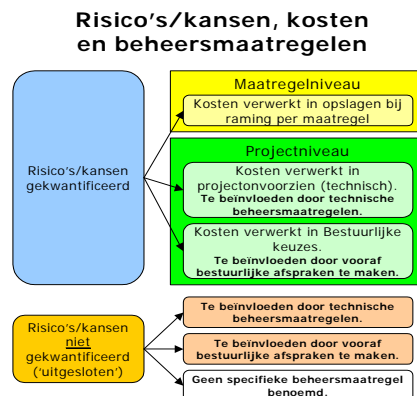 Risico's/kansen, kosten
en beheersmaatregelen
Maatregelniveau
Kosten verwerkt in opslagen bij
raming per maatregel
Risico's/kansen
gekwantificeerd
Projectniveau
Kosten verwerkt in
projectonvoorzien (technisch).
Te beïnvloeden door technische
beheersmaatregelen.
Kosten verwerkt in Bestuurlijke
keuzes.
Te beïnvloeden door vooraf
bestuurlijke afspraken te maken.
Risico's/kansen
niet
gekwantificeerd
('uitgesloten')
Te beïnvloeden door technische
beheersmaatregelen.
Te beïnvloeden door vooraf
bestuurlijke afspraken te maken.
Geen specifieke beheersmaatregel
benoemd.